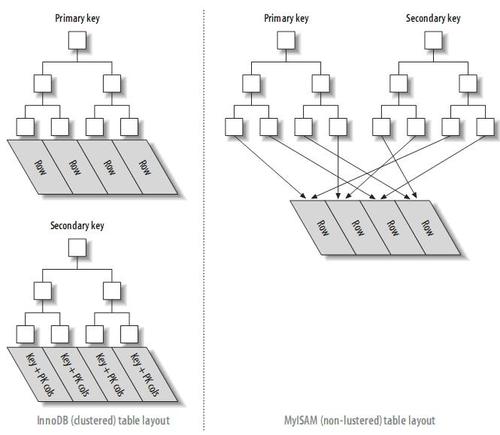 Primary key
Row
Row
Row
Row
Secondary key
Key + PK cols
Key + PK cols
Key + PK cols
Key + PK cols
InnoDB (clustered) table layout
Primary key
Secondary key
Row
Row
Row
Row
MyISAM (non-lustered) table layout